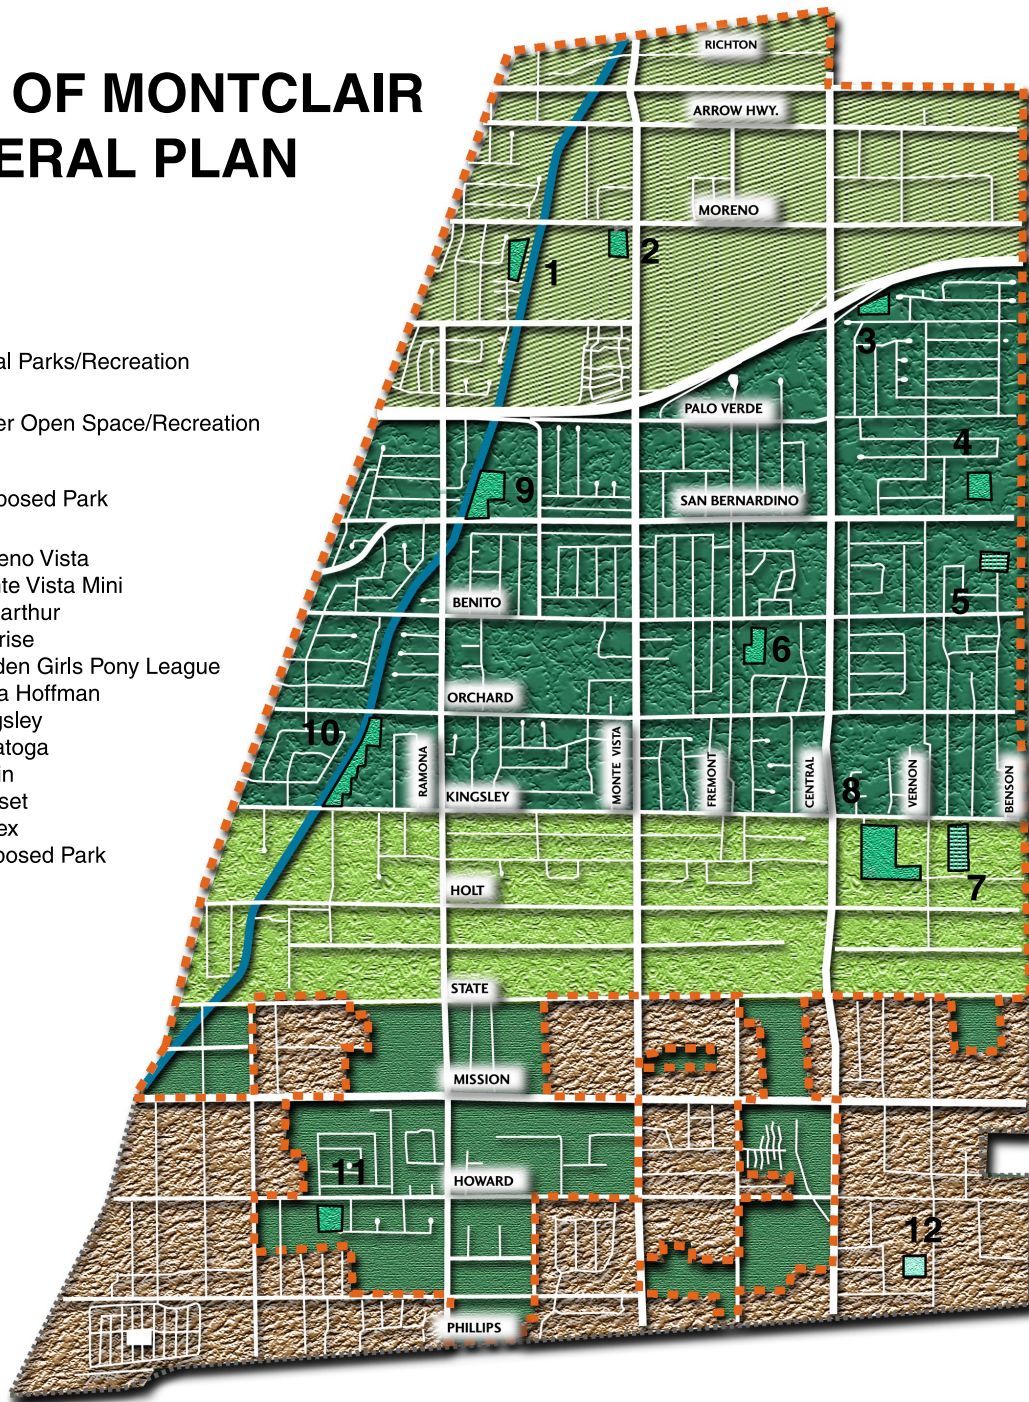 OF MONTCLAIR
ERAL PLAN
al Parks/Recreation
er Open Space/Recreation
posed Park
eno Vista
nte Vista Mini
arthur
rise
den Girls Pony League
a Hoffman
gsley
atoga
in
set
ex
posed Park
RICHTON
ARROW HWY.
MORENO
1
2
3
PALO VERDE
4
9
SAN BERNARDINO
5
BENITO
6
ORCHARD
10
RAMONA
MONTE VISTA
FREMONT
CENTRAL
VERNON
BENSON
8
KINGSLEY
7
HOLT
STATE
MISSION
11
HOWARD
12
PHILLIPS